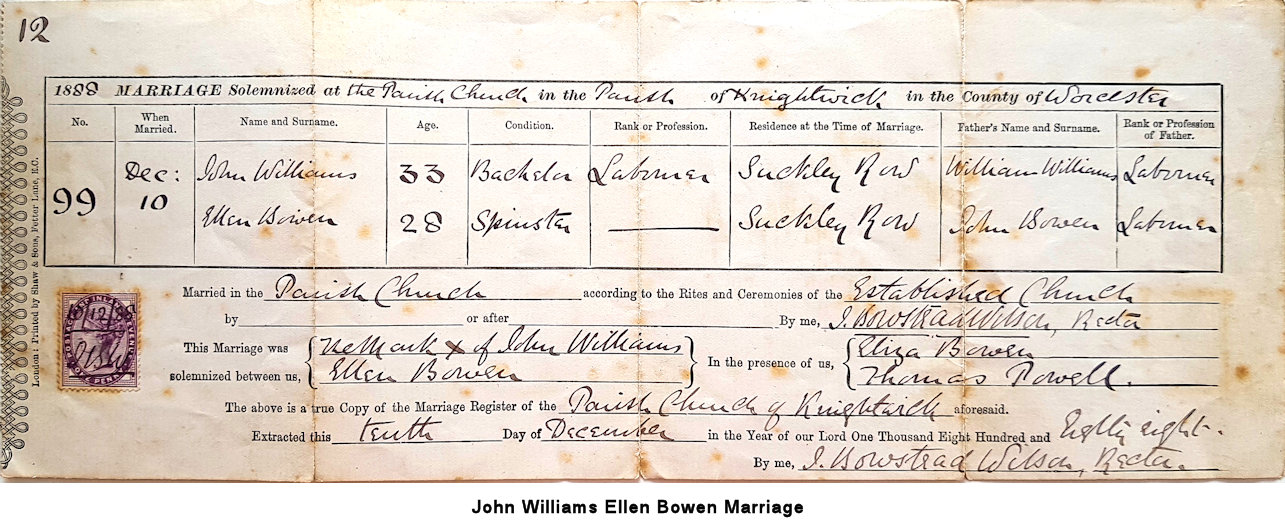 12
1888 MARRIAGE Solemnized at the Parish Church in the Parish of Knightwick in the County of Worcester
No. When Married. Name and Surname. Age. Condition. Rank or Profession. Residence at the Time of Marriage. Father's Name and Surname. Rank or Profession of Father.
99 Dec: 10 John Williams 33 Bachelor Labourer Suckley Row William Williams Labourer
Ellen Bowen 28 Spinster Suckley Row John Bowen Labourer
Married in the Parish Church according to the Rites and Ceremonies of the Established Church
by or after By me, J. Bowstead Wilson, Rector
This Marriage was solemnized between us, { The Mark x of John Williams
Ellen Bowen } In the presence of us, { Eliza Bowen
Thomas Powell. }
The above is a true Copy of the Marriage Register of the Parish Church of Knightwick aforesaid.
Extracted this tenth Day of December in the Year of our Lord One Thousand Eight Hundred and Eighty eight.
By me, J. Bowstead Wilson, Rector.
London: Printed by Shaw & Sons, Fetter Lane, E.C.
John Williams Ellen Bowen Marriage